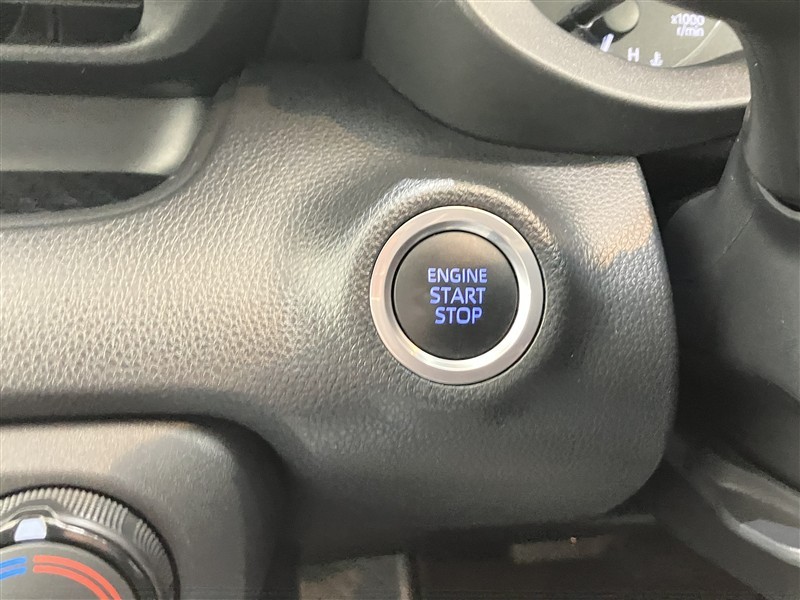 x1000
r/min
H
ENGINE
START
STOP